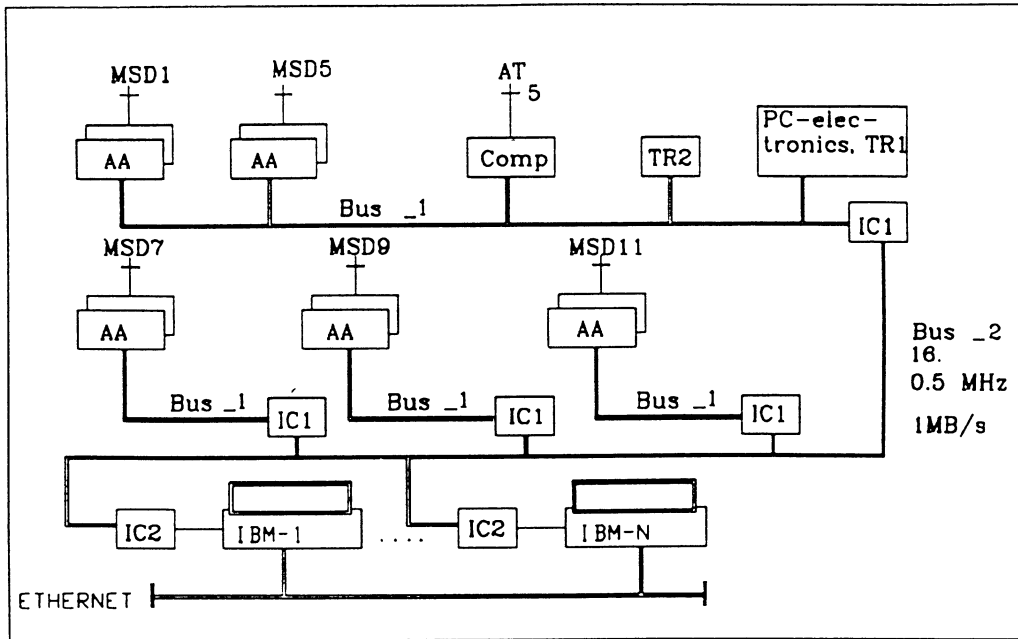 MSD1
MSD5
AT
5
AA
AA
Comp
TR2
PC-elec-
tronics, TR1
Bus _1
IC1
MSD7
MSD9
MSD11
AA
AA
AA
Bus _2
16.
0.5 MHz
1MB/s
Bus _1
IC1
Bus _1
IC1
Bus _1
IC1
IC2
IBM-1
....
IC2
IBM-N
ETHERNET